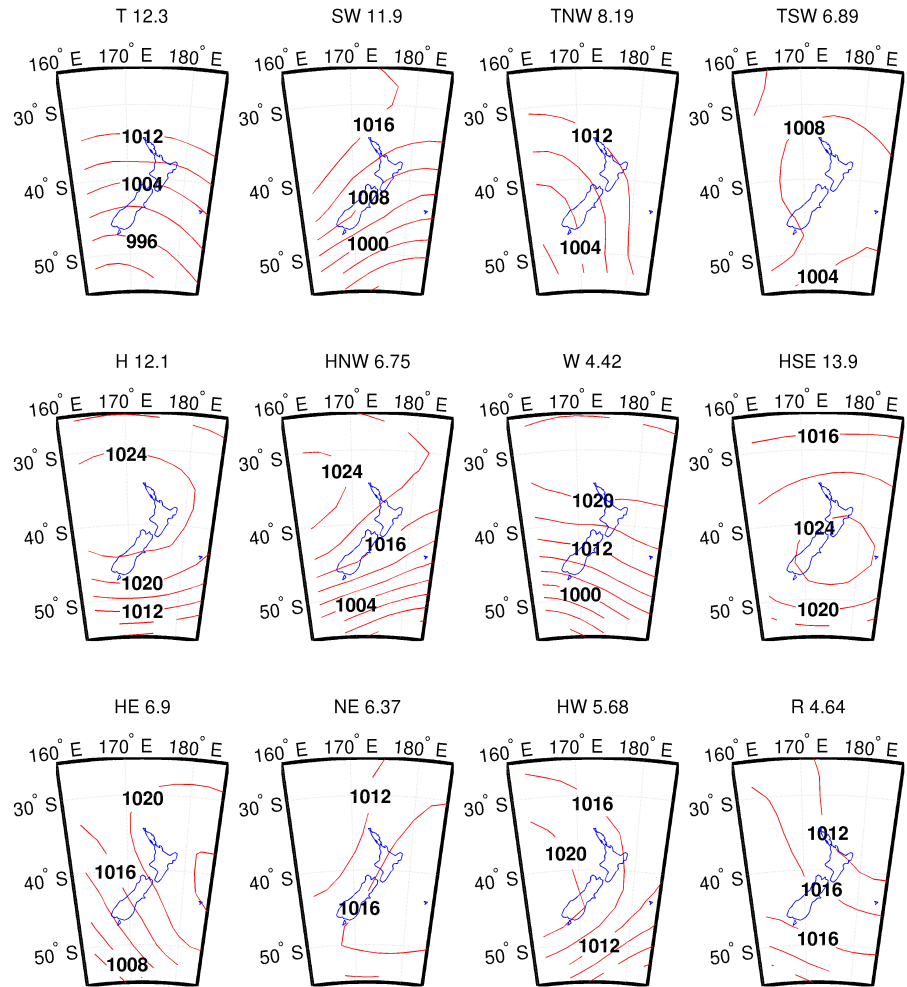 T 12.3 SW 11.9 TNW 8.19 TSW 6.89
160° E 170° E 180° E 160° E 170° E 180° E 160° E 170° E 180° E 160° E 170° E 180° E
30° S 30° S 30° S 30° S
1012 1016 1012 1008
40° S 40° S 40° S 40° S
1004 1008
996 1000 1004
50° S 50° S 50° S 50° S
1004
H 12.1 HNW 6.75 W 4.42 HSE 13.9
160° E 170° E 180° E 160° E 170° E 180° E 160° E 170° E 180° E 160° E 170° E 180° E
1016
30° S 30° S 30° S 30° S
1024 1024
1020
40° S 40° S 40° S 40° S
1016 1012 1024
1020 1000
50° S 50° S 50° S 50° S
1012 1004 1020
HE 6.9 NE 6.37 HW 5.68 R 4.64
160° E 170° E 180° E 160° E 170° E 180° E 160° E 170° E 180° E 160° E 170° E 180° E
30° S 30° S 30° S 30° S
1020 1012 1016
1012
1020
40° S 40° S 40° S 40° S
1016 1016 1016
1012 1016
50° S 50° S 50° S 50° S
1008